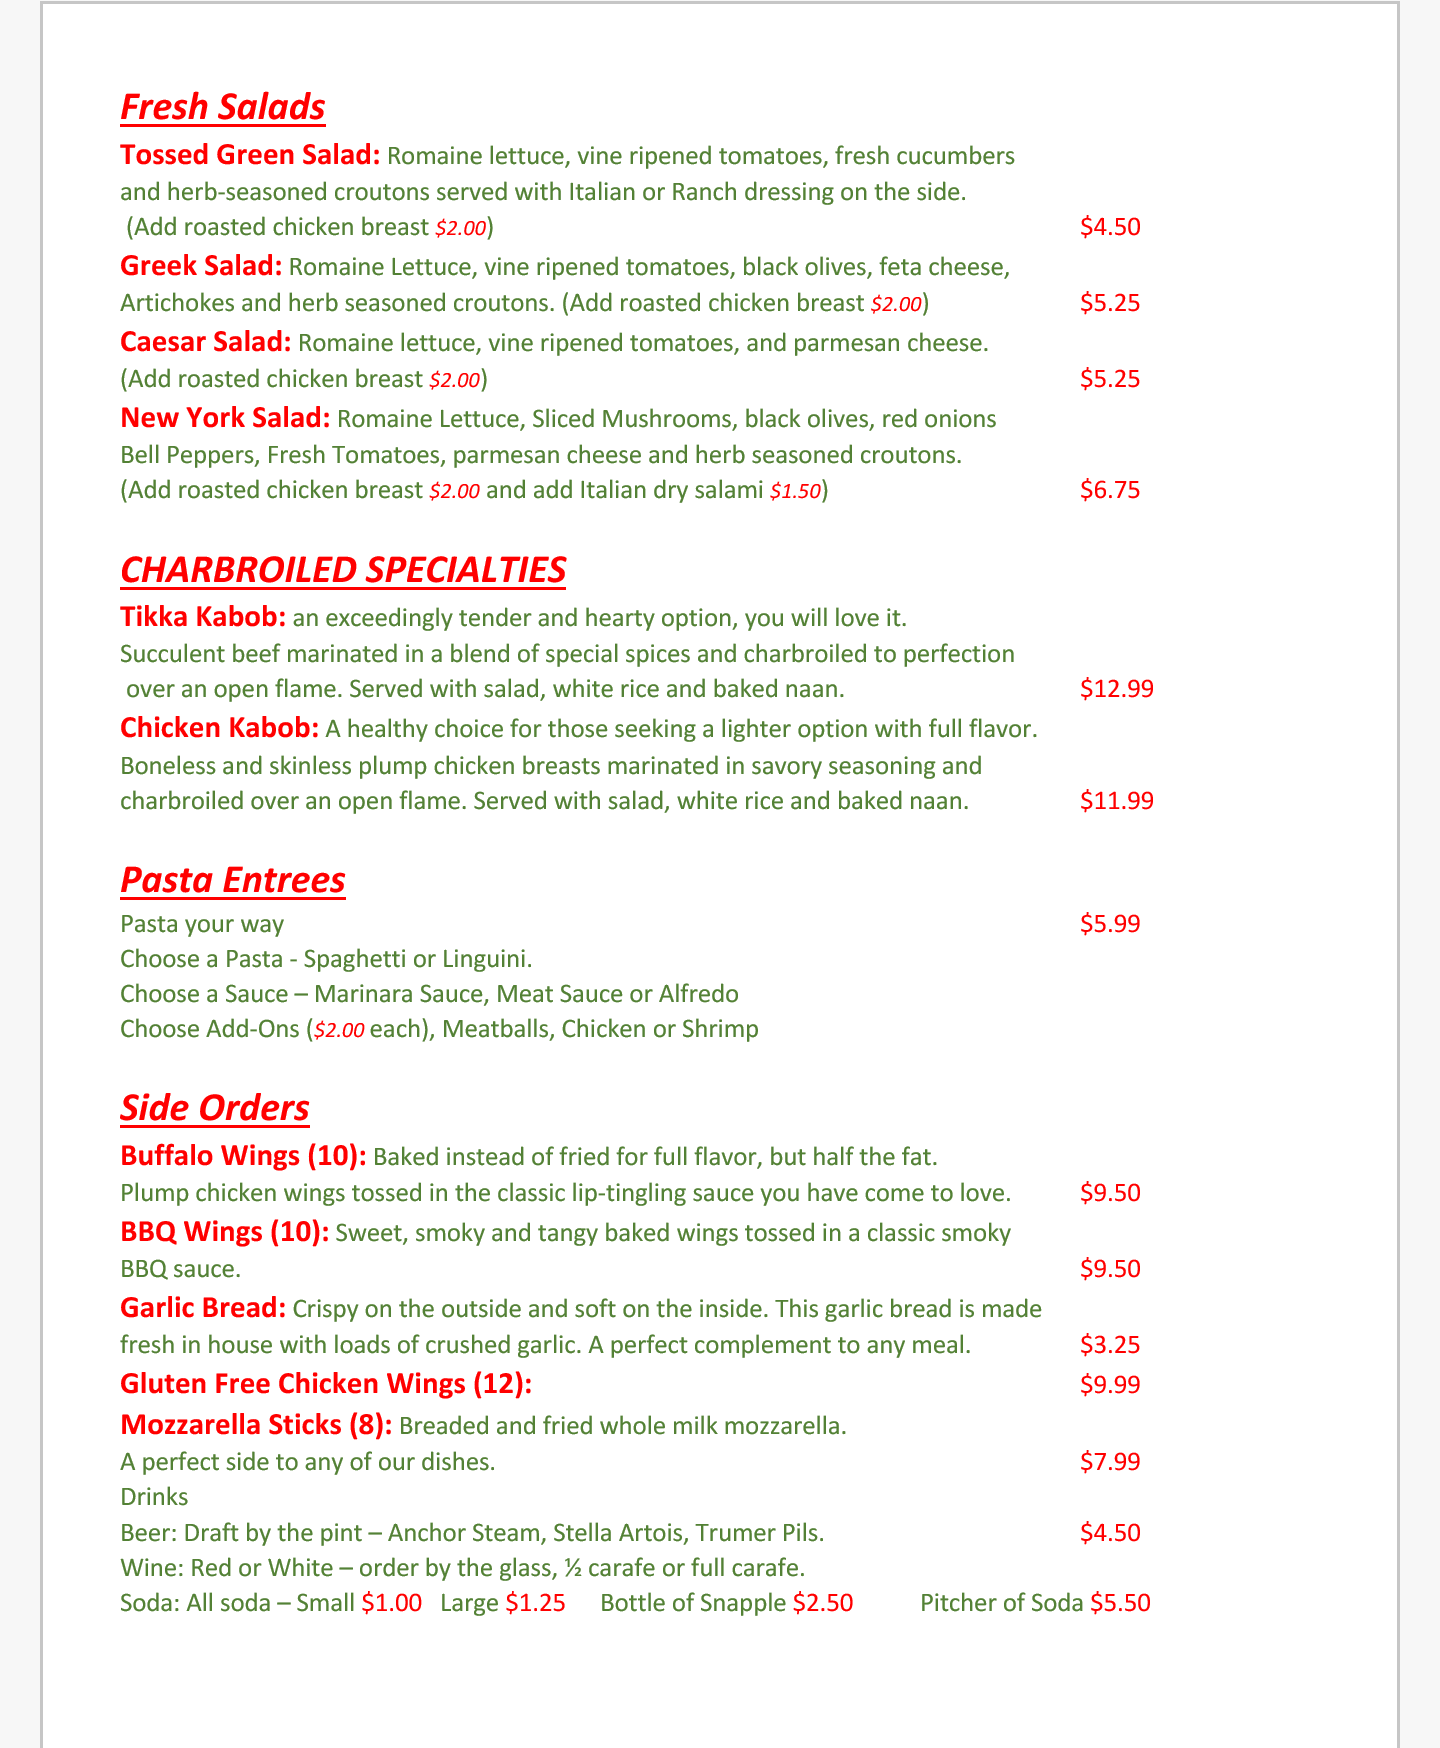 Fresh Salads
Tossed Green Salad: Romaine lettuce, vine ripened tomatoes, fresh cucumbers
and herb-seasoned croutons served with Italian or Ranch dressing on the side.
(Add roasted chicken breast $2.00) $4.50
Greek Salad: Romaine Lettuce, vine ripened tomatoes, black olives, feta cheese,
Artichokes and herb seasoned croutons. (Add roasted chicken breast $2.00) $5.25
Caesar Salad: Romaine lettuce, vine ripened tomatoes, and parmesan cheese.
(Add roasted chicken breast $2.00) $5.25
New York Salad: Romaine Lettuce, Sliced Mushrooms, black olives, red onions
Bell Peppers, Fresh Tomatoes, parmesan cheese and herb seasoned croutons.
(Add roasted chicken breast $2.00 and add Italian dry salami $1.50) $6.75
CHARBROILED SPECIALTIES
Tikka Kabob: an exceedingly tender and hearty option, you will love it.
Succulent beef marinated in a blend of special spices and charbroiled to perfection
over an open flame. Served with salad, white rice and baked naan. $12.99
Chicken Kabob: A healthy choice for those seeking a lighter option with full flavor.
Boneless and skinless plump chicken breasts marinated in savory seasoning and
charbroiled over an open flame. Served with salad, white rice and baked naan. $11.99
Pasta Entrees
Pasta your way $5.99
Choose a Pasta - Spaghetti or Linguini.
Choose a Sauce – Marinara Sauce, Meat Sauce or Alfredo
Choose Add-Ons ($2.00 each), Meatballs, Chicken or Shrimp
Side Orders
Buffalo Wings (10): Baked instead of fried for full flavor, but half the fat.
Plump chicken wings tossed in the classic lip-tingling sauce you have come to love. $9.50
BBQ Wings (10): Sweet, smoky and tangy baked wings tossed in a classic smoky
BBQ sauce. $9.50
Garlic Bread: Crispy on the outside and soft on the inside. This garlic bread is made
fresh in house with loads of crushed garlic. A perfect complement to any meal. $3.25
Gluten Free Chicken Wings (12): $9.99
Mozzarella Sticks (8): Breaded and fried whole milk mozzarella.
A perfect side to any of our dishes. $7.99
Drinks
Beer: Draft by the pint – Anchor Steam, Stella Artois, Trumer Pils. $4.50
Wine: Red or White – order by the glass, ½ carafe or full carafe.
Soda: All soda – Small $1.00 Large $1.25 Bottle of Snapple $2.50 Pitcher of Soda $5.50